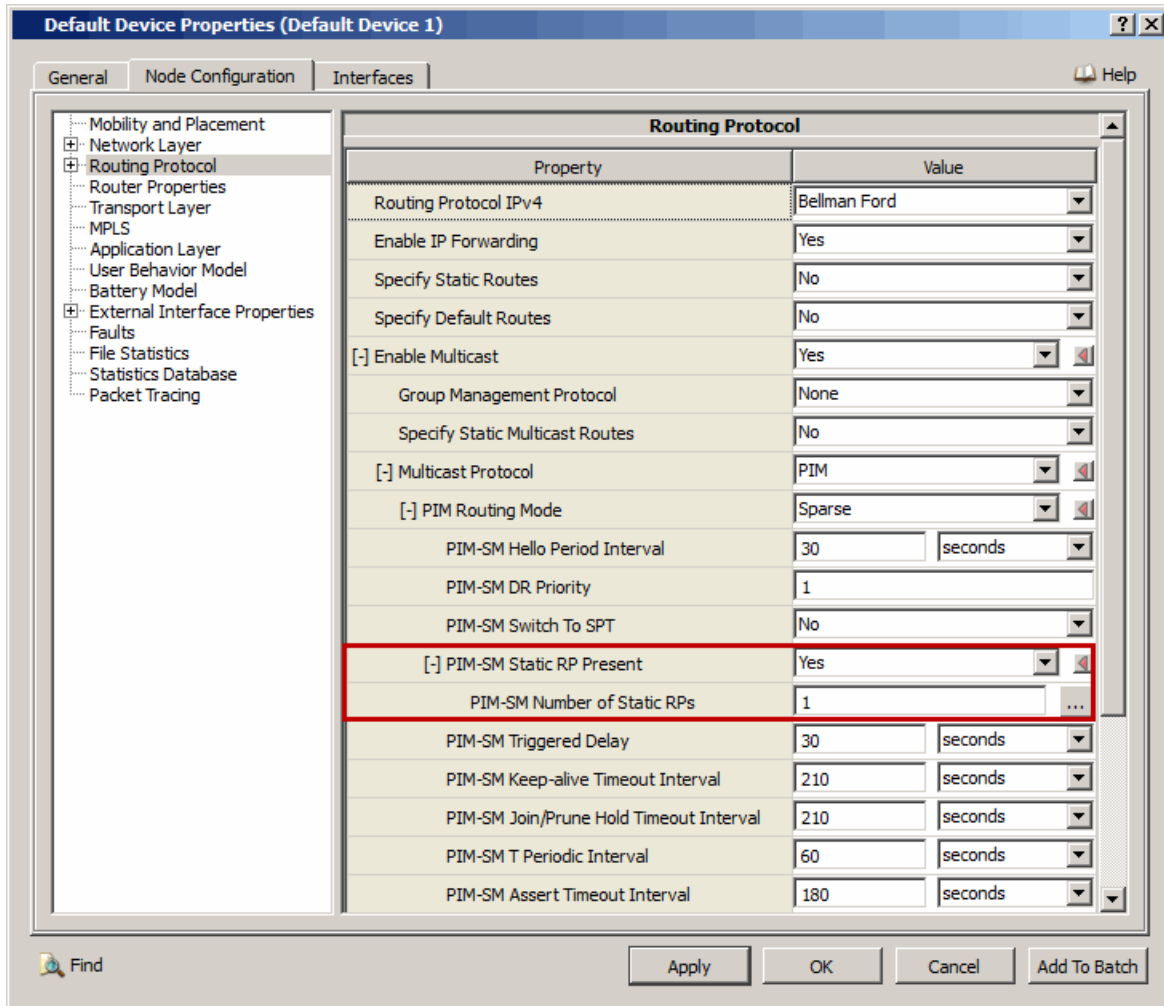 Default Device Properties (Default Device 1)
General Node Configuration Interfaces Help
Mobility and Placement
Network Layer
Routing Protocol
Router Properties
Transport Layer
MPLS
Application Layer
User Behavior Model
Battery Model
External Interface Properties
Faults
File Statistics
Statistics Database
Packet Tracing
Routing Protocol
Property Value
Routing Protocol IPv4 Bellman Ford
Enable IP Forwarding Yes
Specify Static Routes No
Specify Default Routes No
[-] Enable Multicast Yes
Group Management Protocol None
Specify Static Multicast Routes No
[-] Multicast Protocol PIM
[-] PIM Routing Mode Sparse
PIM-SM Hello Period Interval 30 seconds
PIM-SM DR Priority 1
PIM-SM Switch To SPT No
[-] PIM-SM Static RP Present Yes
PIM-SM Number of Static RPs 1 ...
PIM-SM Triggered Delay 30 seconds
PIM-SM Keep-alive Timeout Interval 210 seconds
PIM-SM Join/Prune Hold Timeout Interval 210 seconds
PIM-SM T Periodic Interval 60 seconds
PIM-SM Assert Timeout Interval 180 seconds
Find Apply OK Cancel Add To Batch